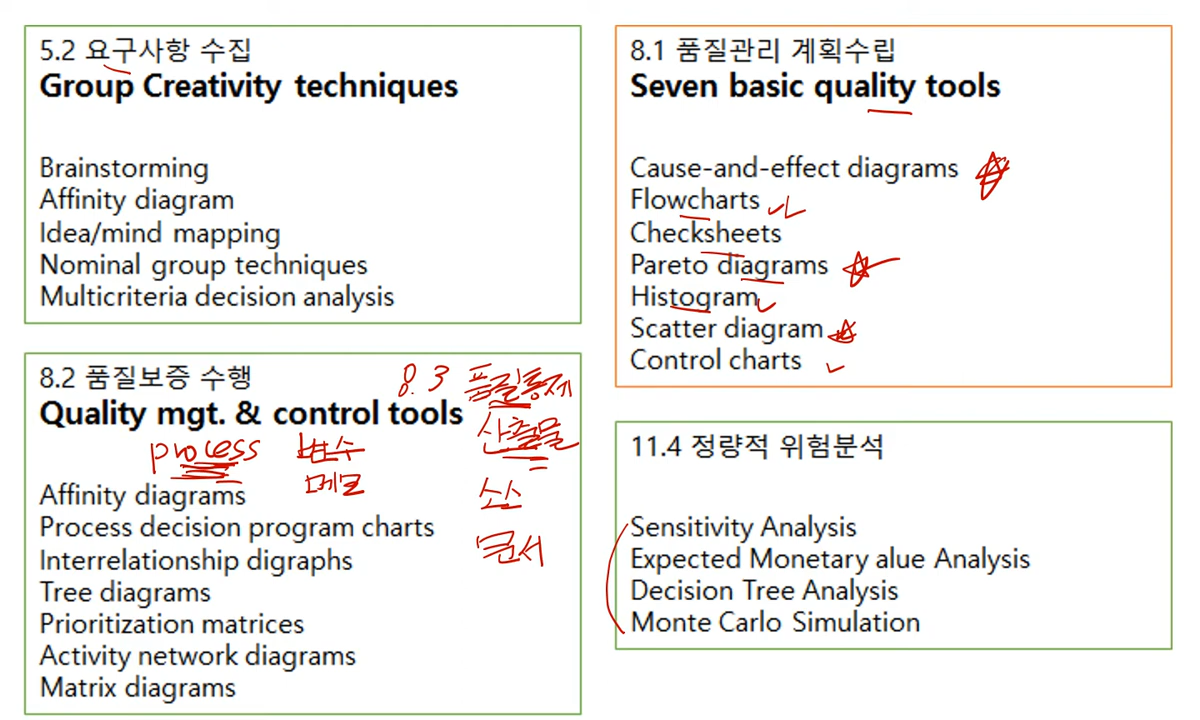 5.2 요구사항 수집
Group Creativity techniques
Brainstorming
Affinity diagram
Idea/mind mapping
Nominal group techniques
Multicriteria decision analysis
8.1 품질관리 계획수립
Seven basic quality tools
Cause-and-effect diagrams
Flowcharts
Checksheets
Pareto diagrams
Histogram
Scatter diagram
Control charts
8.2 품질보증 수행
Quality mgt. & control tools
8.3 품질통제
산출물
소스
문서
process 변수
메모
Affinity diagrams
Process decision program charts
Interrelationship digraphs
Tree diagrams
Prioritization matrices
Activity network diagrams
Matrix diagrams
11.4 정량적 위험분석
Sensitivity Analysis
Expected Monetary alue Analysis
Decision Tree Analysis
Monte Carlo Simulation